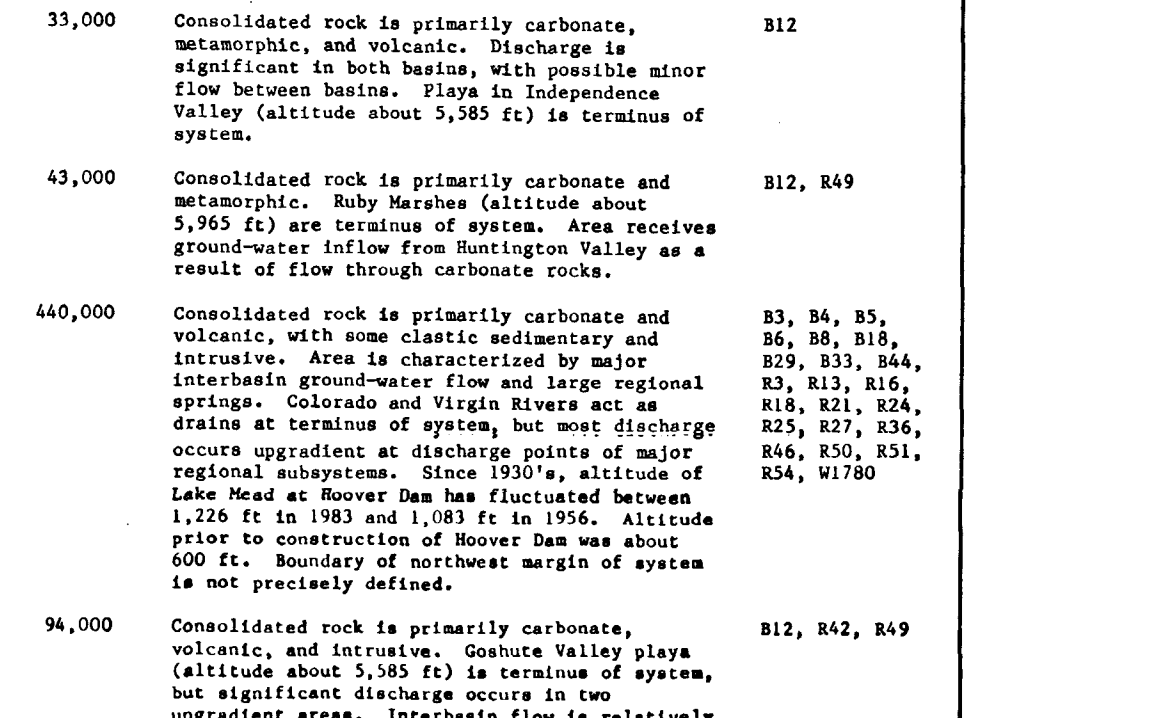 33,000 Consolidated rock is primarily carbonate, B12
metamorphic, and volcanic. Discharge is
significant in both basins, with possible minor
flow between basins. Playa in Independence
Valley (altitude about 5,585 ft) is terminus of
system.
43,000 Consolidated rock is primarily carbonate and B12, R49
metamorphic. Ruby Marshes (altitude about
5,965 ft) are terminus of system. Area receives
ground-water inflow from Huntington Valley as a
result of flow through carbonate rocks.
440,000 Consolidated rock is primarily carbonate and B3, B4, B5,
volcanic, with some clastic sedimentary and B6, B8, B18,
intrusive. Area is characterized by major B29, B33, B44,
interbasin ground-water flow and large regional R3, R13, R16,
springs. Colorado and Virgin Rivers act as R18, R21, R24,
drains at terminus of system, but most discharge R25, R27, R36,
occurs upgradient at discharge points of major R46, R50, R51,
regional subsystems. Since 1930's, altitude of R54, W1780
Lake Mead at Hoover Dam has fluctuated between
1,226 ft in 1983 and 1,083 ft in 1956. Altitude
prior to construction of Hoover Dam was about
600 ft. Boundary of northwest margin of system
is not precisely defined.
94,000 Consolidated rock is primarily carbonate, B12, R42, R49
volcanic, and intrusive. Goshute Valley playa
(altitude about 5,585 ft) is terminus of system,
but significant discharge occurs in two
upgradient areas. Interbasin flow is relatively